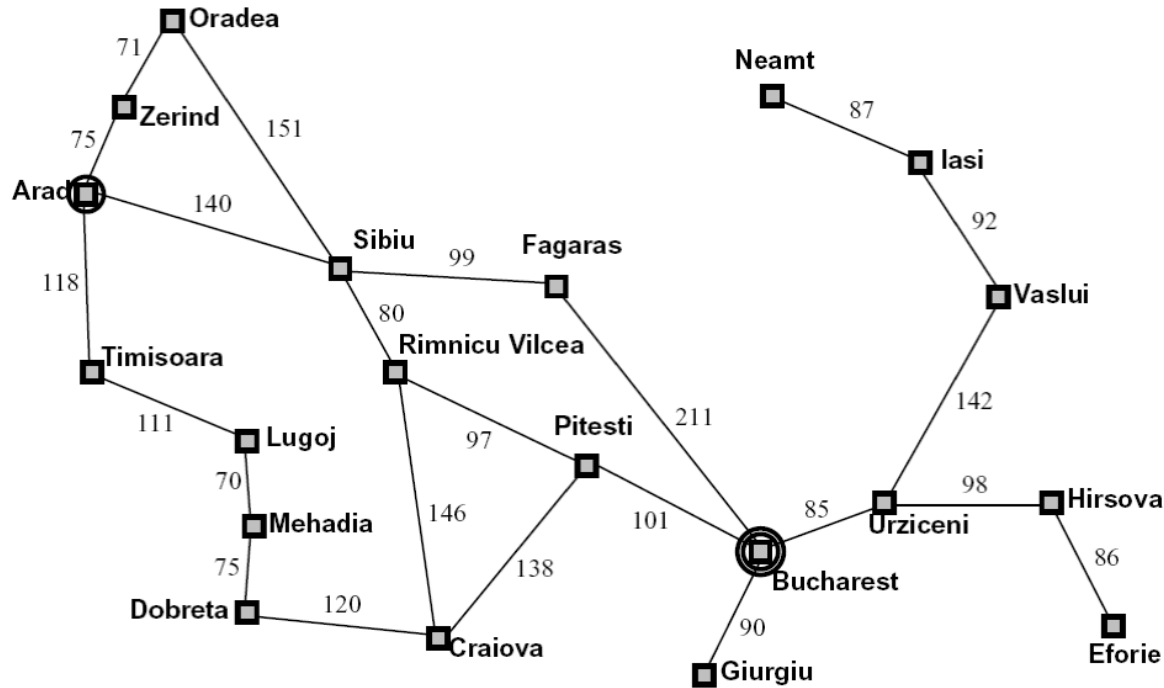 Oradea
71
Neamt
Zerind
87
75
151
Iasi
Arad
140
92
Sibiu
Fagaras
99
118
Vaslui
80
Timisoara
Rimnicu Vilcea
142
111
211
Lugoj
97
Pitesti
70
98
Hirsova
146
101
85
Urziceni
Mehadia
86
75
138
Bucharest
Dobreta
120
90
Craiova
Eforie
Giurgiu